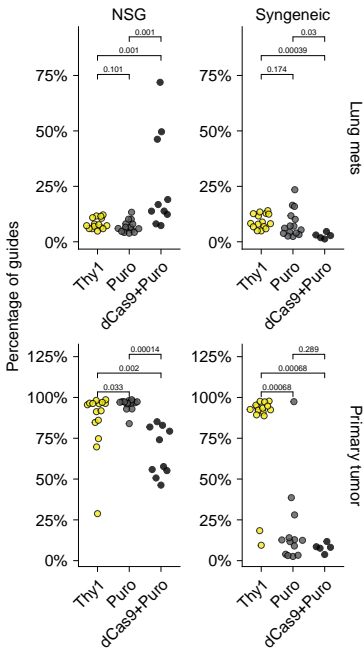 NSG
Syngeneic
Percentage of guides
0.001
0.001
0.101
75%
50%
25%
0%
Thy1
Puro
dCas9+Puro
0.03
0.00039
0.174
75%
50%
25%
0%
Thy1
Puro
dCas9+Puro
Lung mets
0.00014
0.002
0.033
125%
100%
75%
50%
25%
0%
Thy1
Puro
dCas9+Puro
0.289
0.00068
0.00068
125%
100%
75%
50%
25%
0%
Thy1
Puro
dCas9+Puro
Primary tumor